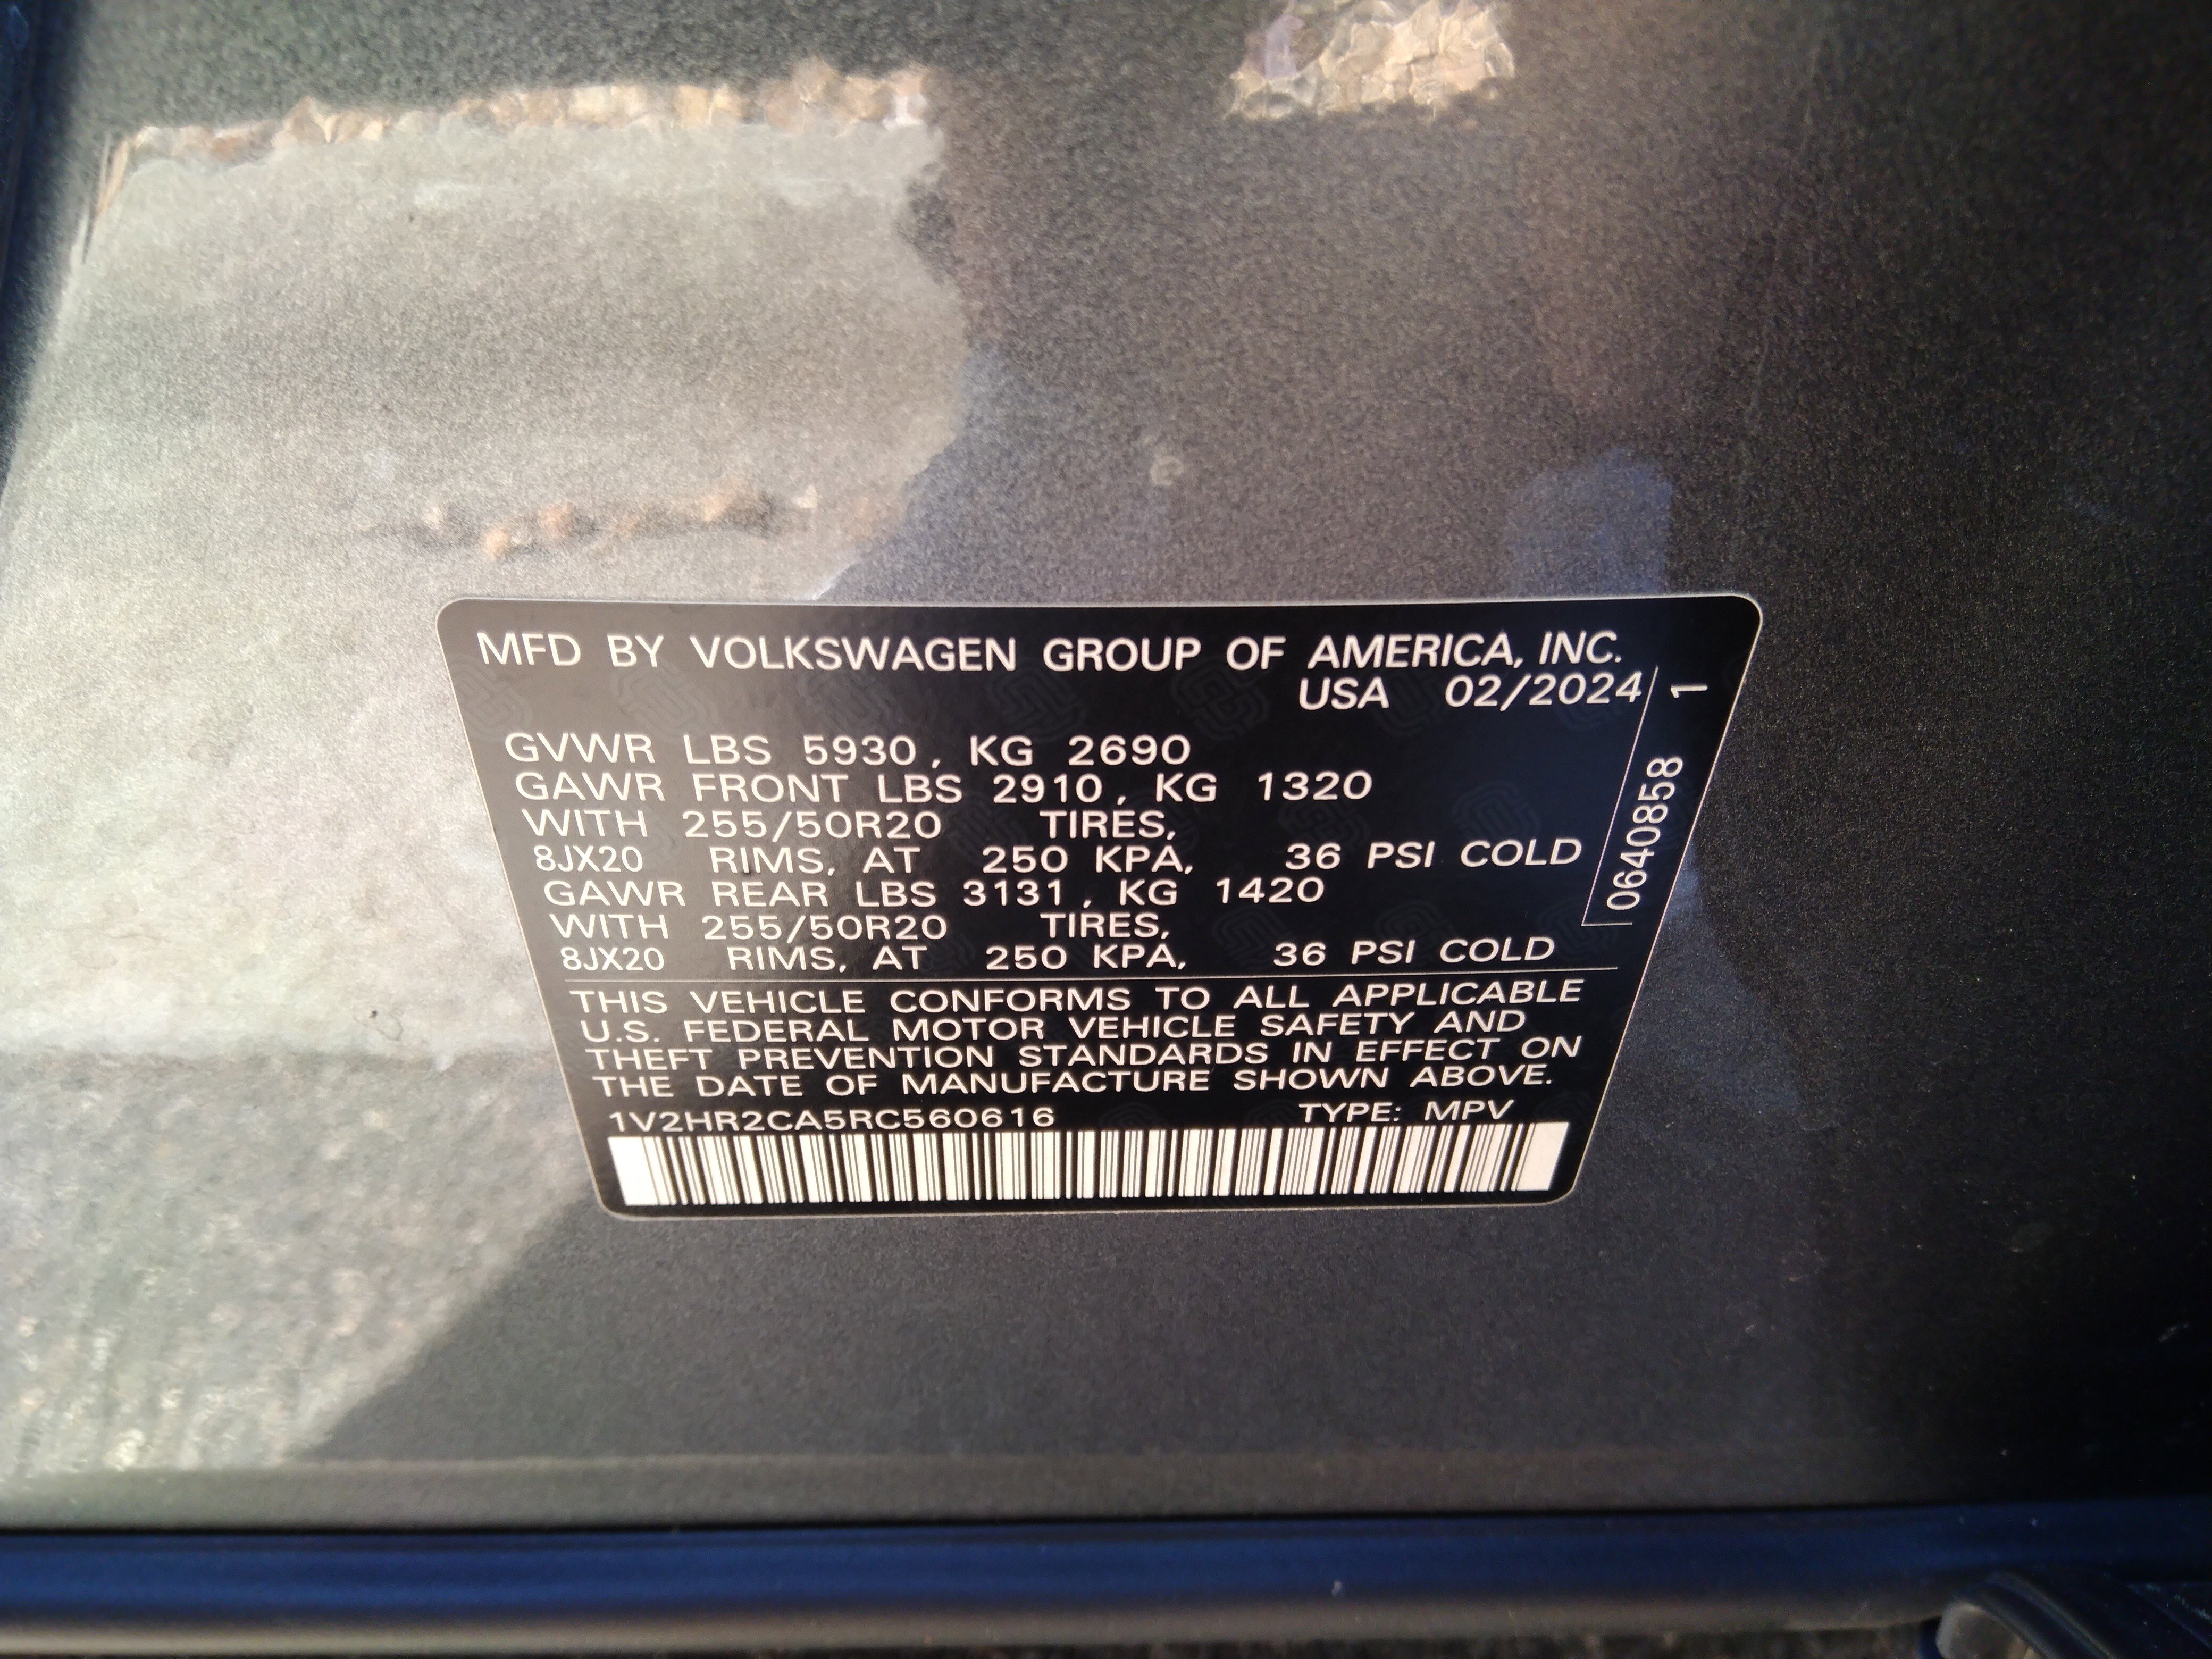 MFD BY VOLKSWAGEN GROUP OF AMERICA, INC.
USA 02/2024
GVWR LBS 5930, KG 2690
GAWR FRONT LBS 2910, KG 1320
WITH 255/50R20 TIRES,
8JX20 RIMS, AT 250 KPA, 36 PSI COLD
GAWR REAR LBS 3131, KG 1420
WITH 255/50R20 TIRES,
8JX20 RIMS, AT 250 KPA, 36 PSI COLD
THIS VEHICLE CONFORMS TO ALL APPLICABLE
U.S. FEDERAL MOTOR VEHICLE SAFETY AND
THEFT PREVENTION STANDARDS IN EFFECT ON
THE DATE OF MANUFACTURE SHOWN ABOVE.
1V2HR2CA5RC560616 TYPE: MPV
0640858 1